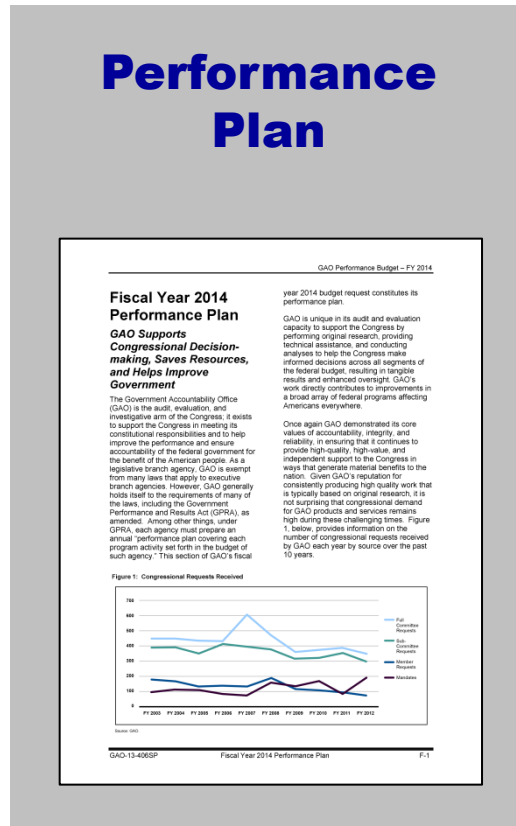 Performance
Plan
GAO Performance Budget – FY 2014
Fiscal Year 2014
Performance Plan
GAO Supports
Congressional Decision-
making, Saves Resources,
and Helps Improve
Government
The Government Accountability Office
(GAO) is the audit, evaluation, and
investigative arm of the Congress; it exists
to support the Congress in meeting its
constitutional responsibilities and to help
improve the performance and ensure
accountability of the federal government for
the benefit of the American people. As a
legislative branch agency, GAO is exempt
from many laws that apply to executive
branch agencies. However, GAO generally
holds itself to the requirements of many of
the laws, including the Government
Performance and Results Act (GPRA), as
amended. Among other things, under
GPRA, each agency must prepare an
annual “performance plan covering each
program activity set forth in the budget of
such agency.” This section of GAO’s fiscal
year 2014 budget request constitutes its
performance plan.
GAO is unique in its audit and evaluation
capacity to support the Congress by
performing original research, providing
technical assistance, and conducting
analyses to help the Congress make
informed decisions across all segments of
the federal budget, resulting in tangible
results and enhanced oversight. GAO’s
work directly contributes to improvements in
a broad array of federal programs affecting
Americans everywhere.
Once again GAO demonstrated its core
values of accountability, integrity, and
reliability, in ensuring that it continues to
provide high-quality, high-value, and
independent support to the Congress in
ways that generate material benefits to the
nation. Given GAO’s reputation for
consistently producing high quality work that
is typically based on original research, it is
not surprising that congressional demand
for GAO products and services remains
high during these challenging times. Figure
1, below, provides information on the
number of congressional requests received
by GAO each year by source over the past
10 years.
Figure 1: Congressional Requests Received
700
600
500
400
300
200
100
0
FY 2003 FY 2004 FY 2005 FY 2006 FY 2007 FY 2008 FY 2009 FY 2010 FY 2011 FY 2012
Full
Committee
Requests
Sub-
Committee
Requests
Member
Requests
Mandates
Source: GAO
GAO-13-406SP Fiscal Year 2014 Performance Plan F-1